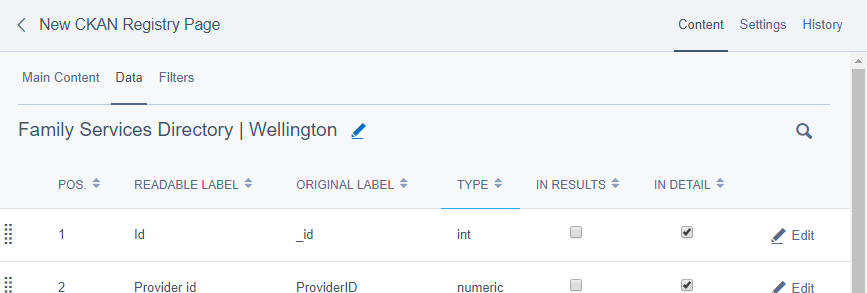 New CKAN Registry Page Content Settings History
Main Content Data Filters
Family Services Directory | Wellington
POS. READABLE LABEL ORIGINAL LABEL TYPE IN RESULTS IN DETAIL
1 Id _id int Edit
2 Provider id ProviderID numeric Edit